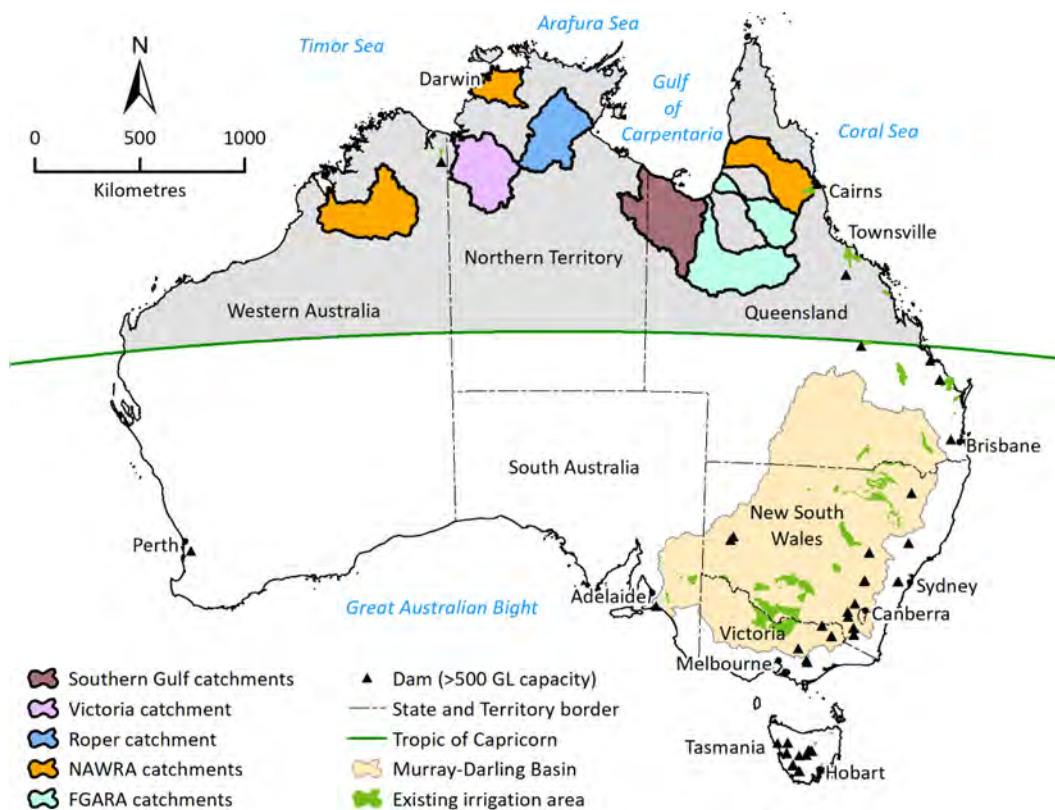 Arafura Sea
Timor Sea
N
Darwin
Gulf
of
Carpentaria
Coral Sea
0 500 1000
Kilometres
Cairns
Townsville
Northern Territory
Western Australia
Queensland
Brisbane
South Australia
New South
Wales
Perth
Sydney
Adelaide
Great Australian Bight
Canberra
Victoria
Melbourne
Southern Gulf catchments
Victoria catchment
Roper catchment
NAWRA catchments
FGARA catchments
Dam (>500 GL capacity)
State and Territory border
Tropic of Capricorn
Murray-Darling Basin
Existing irrigation area
Tasmania
Hobart